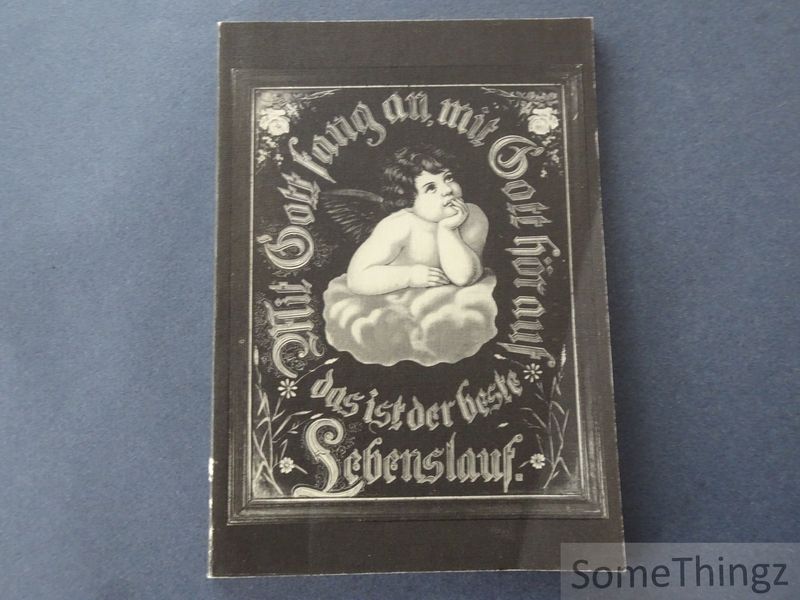 Mit Gott fang an, mit Gott hör auf
das ist der beste
Lebenslauf.
SomeThingz